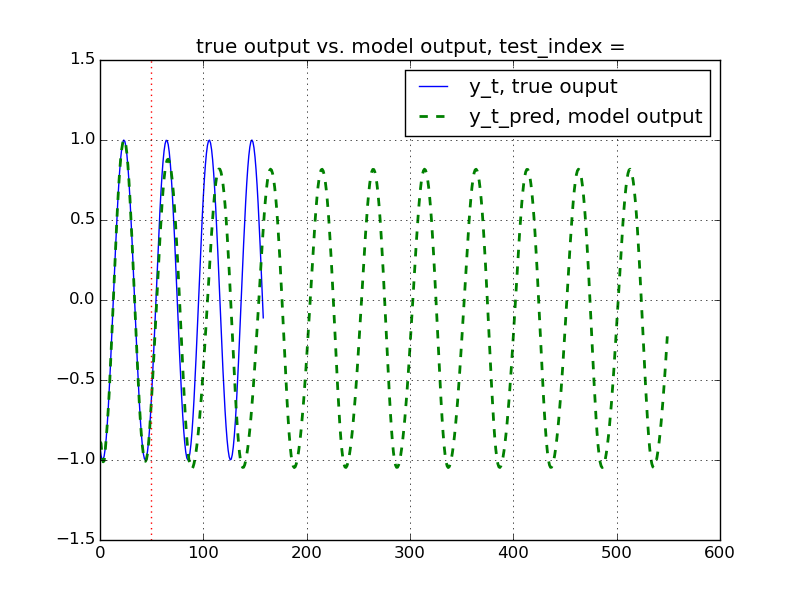 true output vs. model output, test_index =
y_t, true ouput
y_t_pred, model output
1.5
1.0
0.5
0.0
−0.5
−1.0
−1.5
0 100 200 300 400 500 600